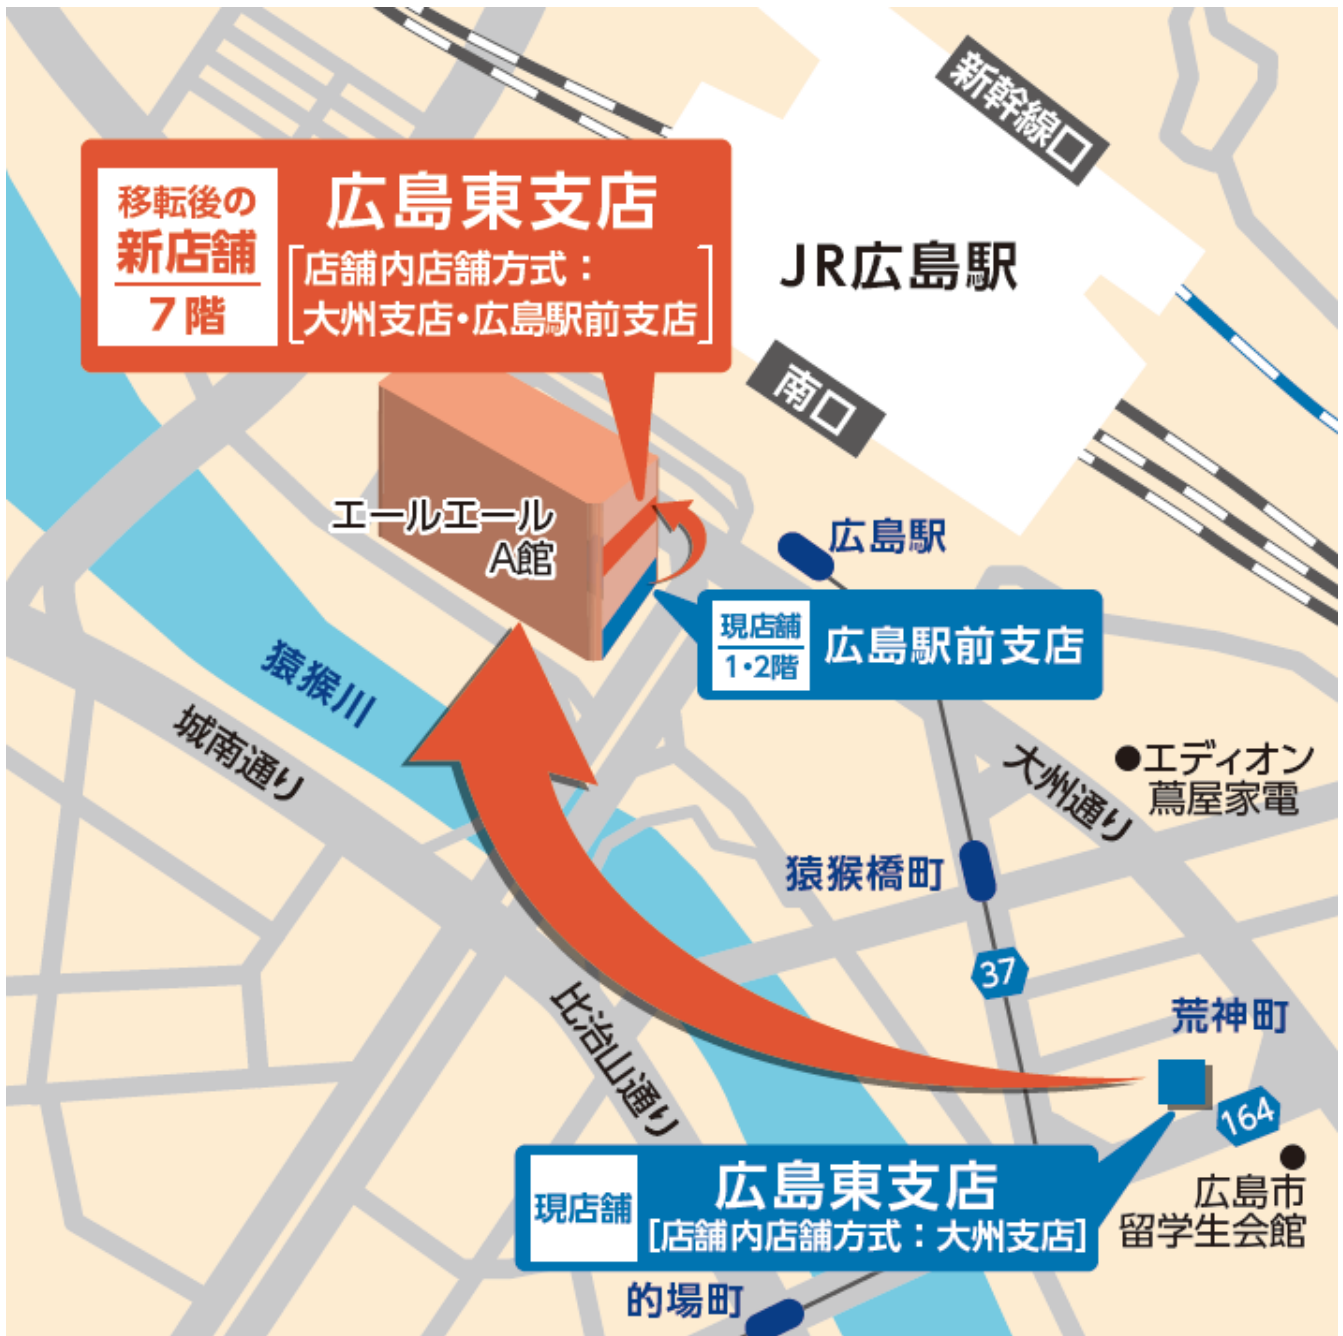 新幹線口
移転後の
新店舗
7階
広島東支店
[店舗内店舗方式：
大州支店・広島駅前支店]
JR広島駅
南口
エールエール
A館
広島駅
現店舗
1・2階
広島駅前支店
猿猴川
城南通り
大州通り
●エディオン
蔦屋家電
猿猴橋町
37
比治山通り
荒神町
164
現店舗
広島東支店
[店舗内店舗方式：大州支店]
●
広島市
留学生会館
的場町